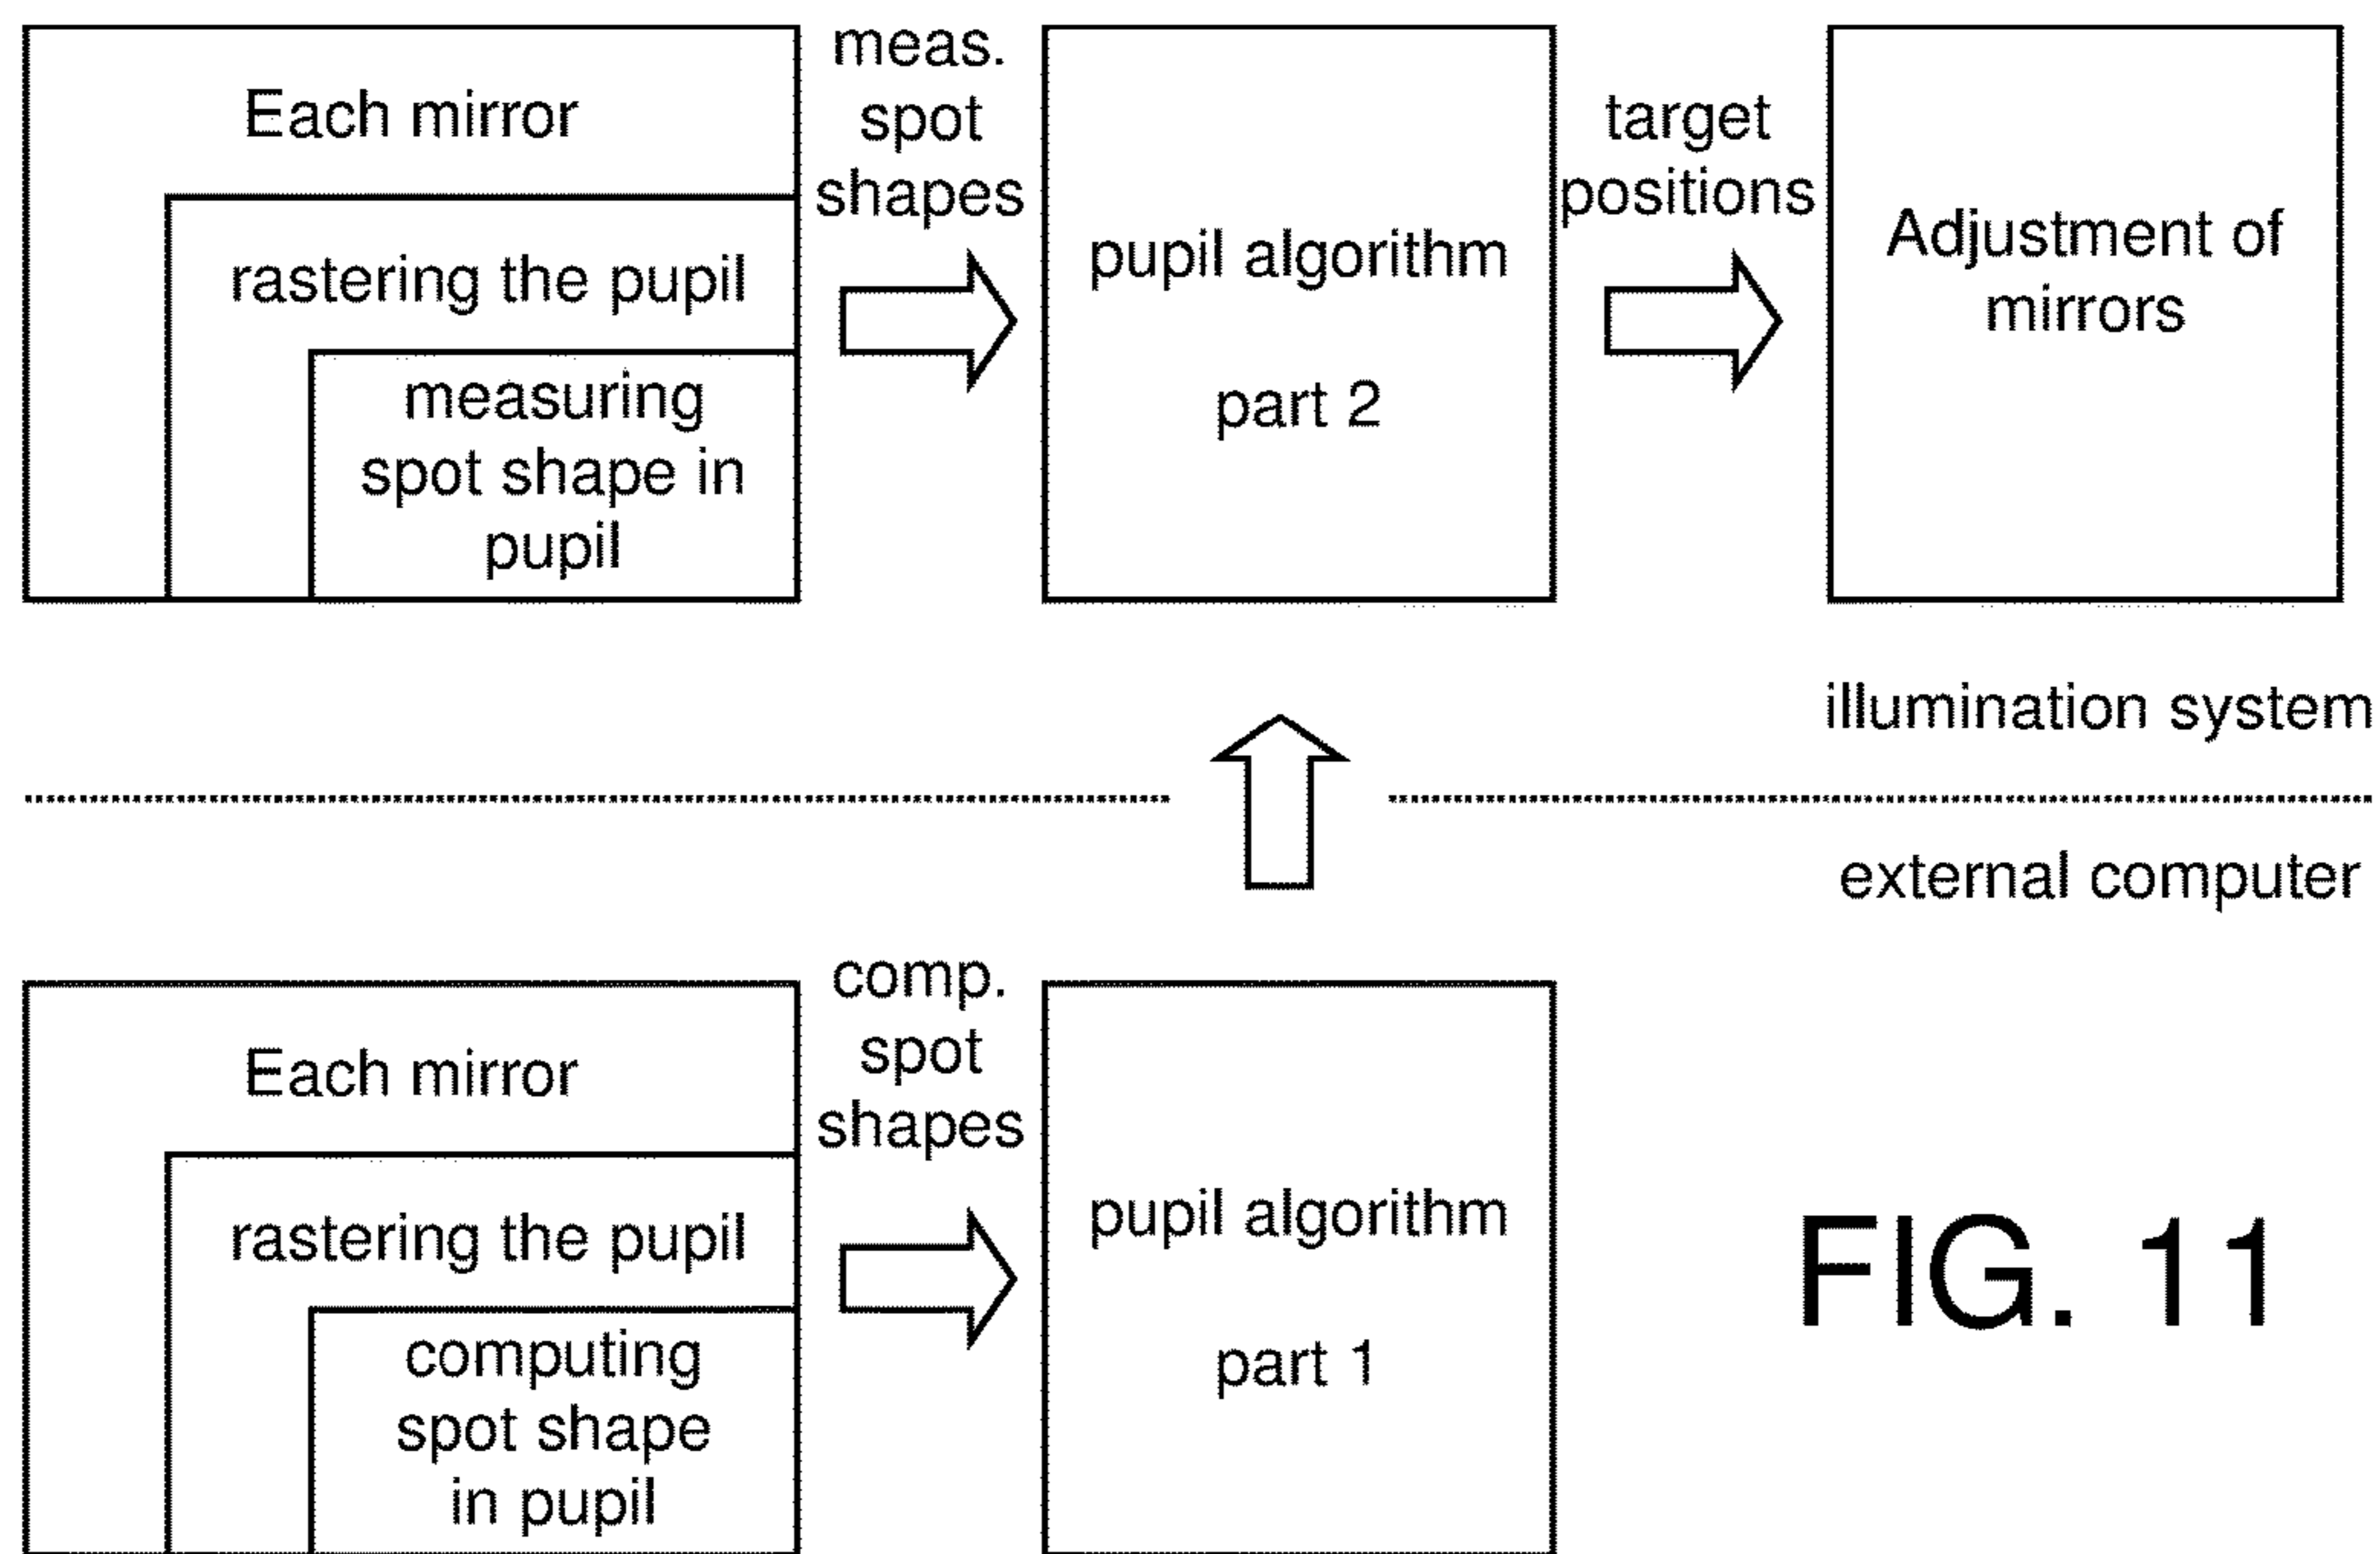 Each mirror
rastering the pupil
measuring
spot shape in
pupil
meas.
spot
shapes
pupil algorithm
part 2
target
positions
Adjustment of
mirrors
illumination system
external computer
Each mirror
rastering the pupil
computing
spot shape
in pupil
comp.
spot
shapes
pupil algorithm
part 1
FIG. 11